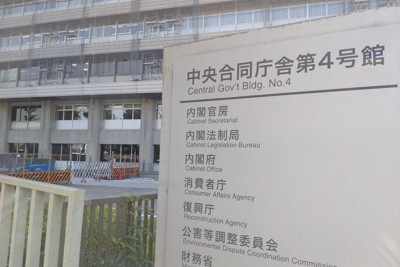 中央合同庁舎第4号館
Central Gov't Bldg. No.4
内閣官房
Cabinet Secretariat
内閣法制局
Cabinet Legislation Bureau
内閣府
Cabinet Office
消費者庁
Consumer Affairs Agency
復興庁
Reconstruction Agency
公害等調整委員会
Environmental Dispute Coordination Commission
財務省